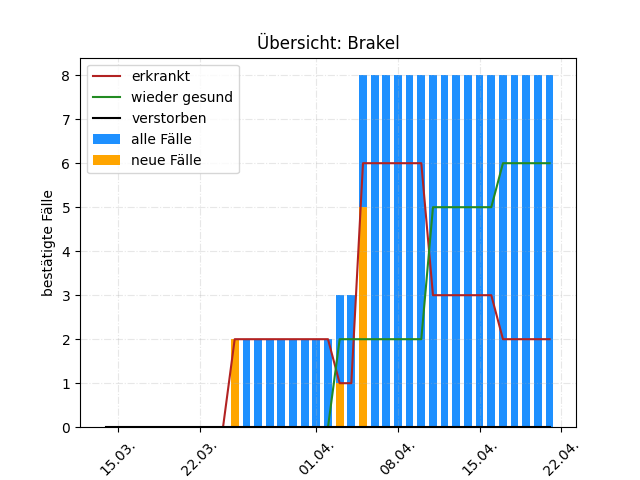 Übersicht: Brakel
erkrankt
wieder gesund
verstorben
alle Fälle
neue Fälle
bestätigte Fälle
8
7
6
5
4
3
2
1
0
15.03.
22.03.
01.04.
08.04.
15.04.
22.04.